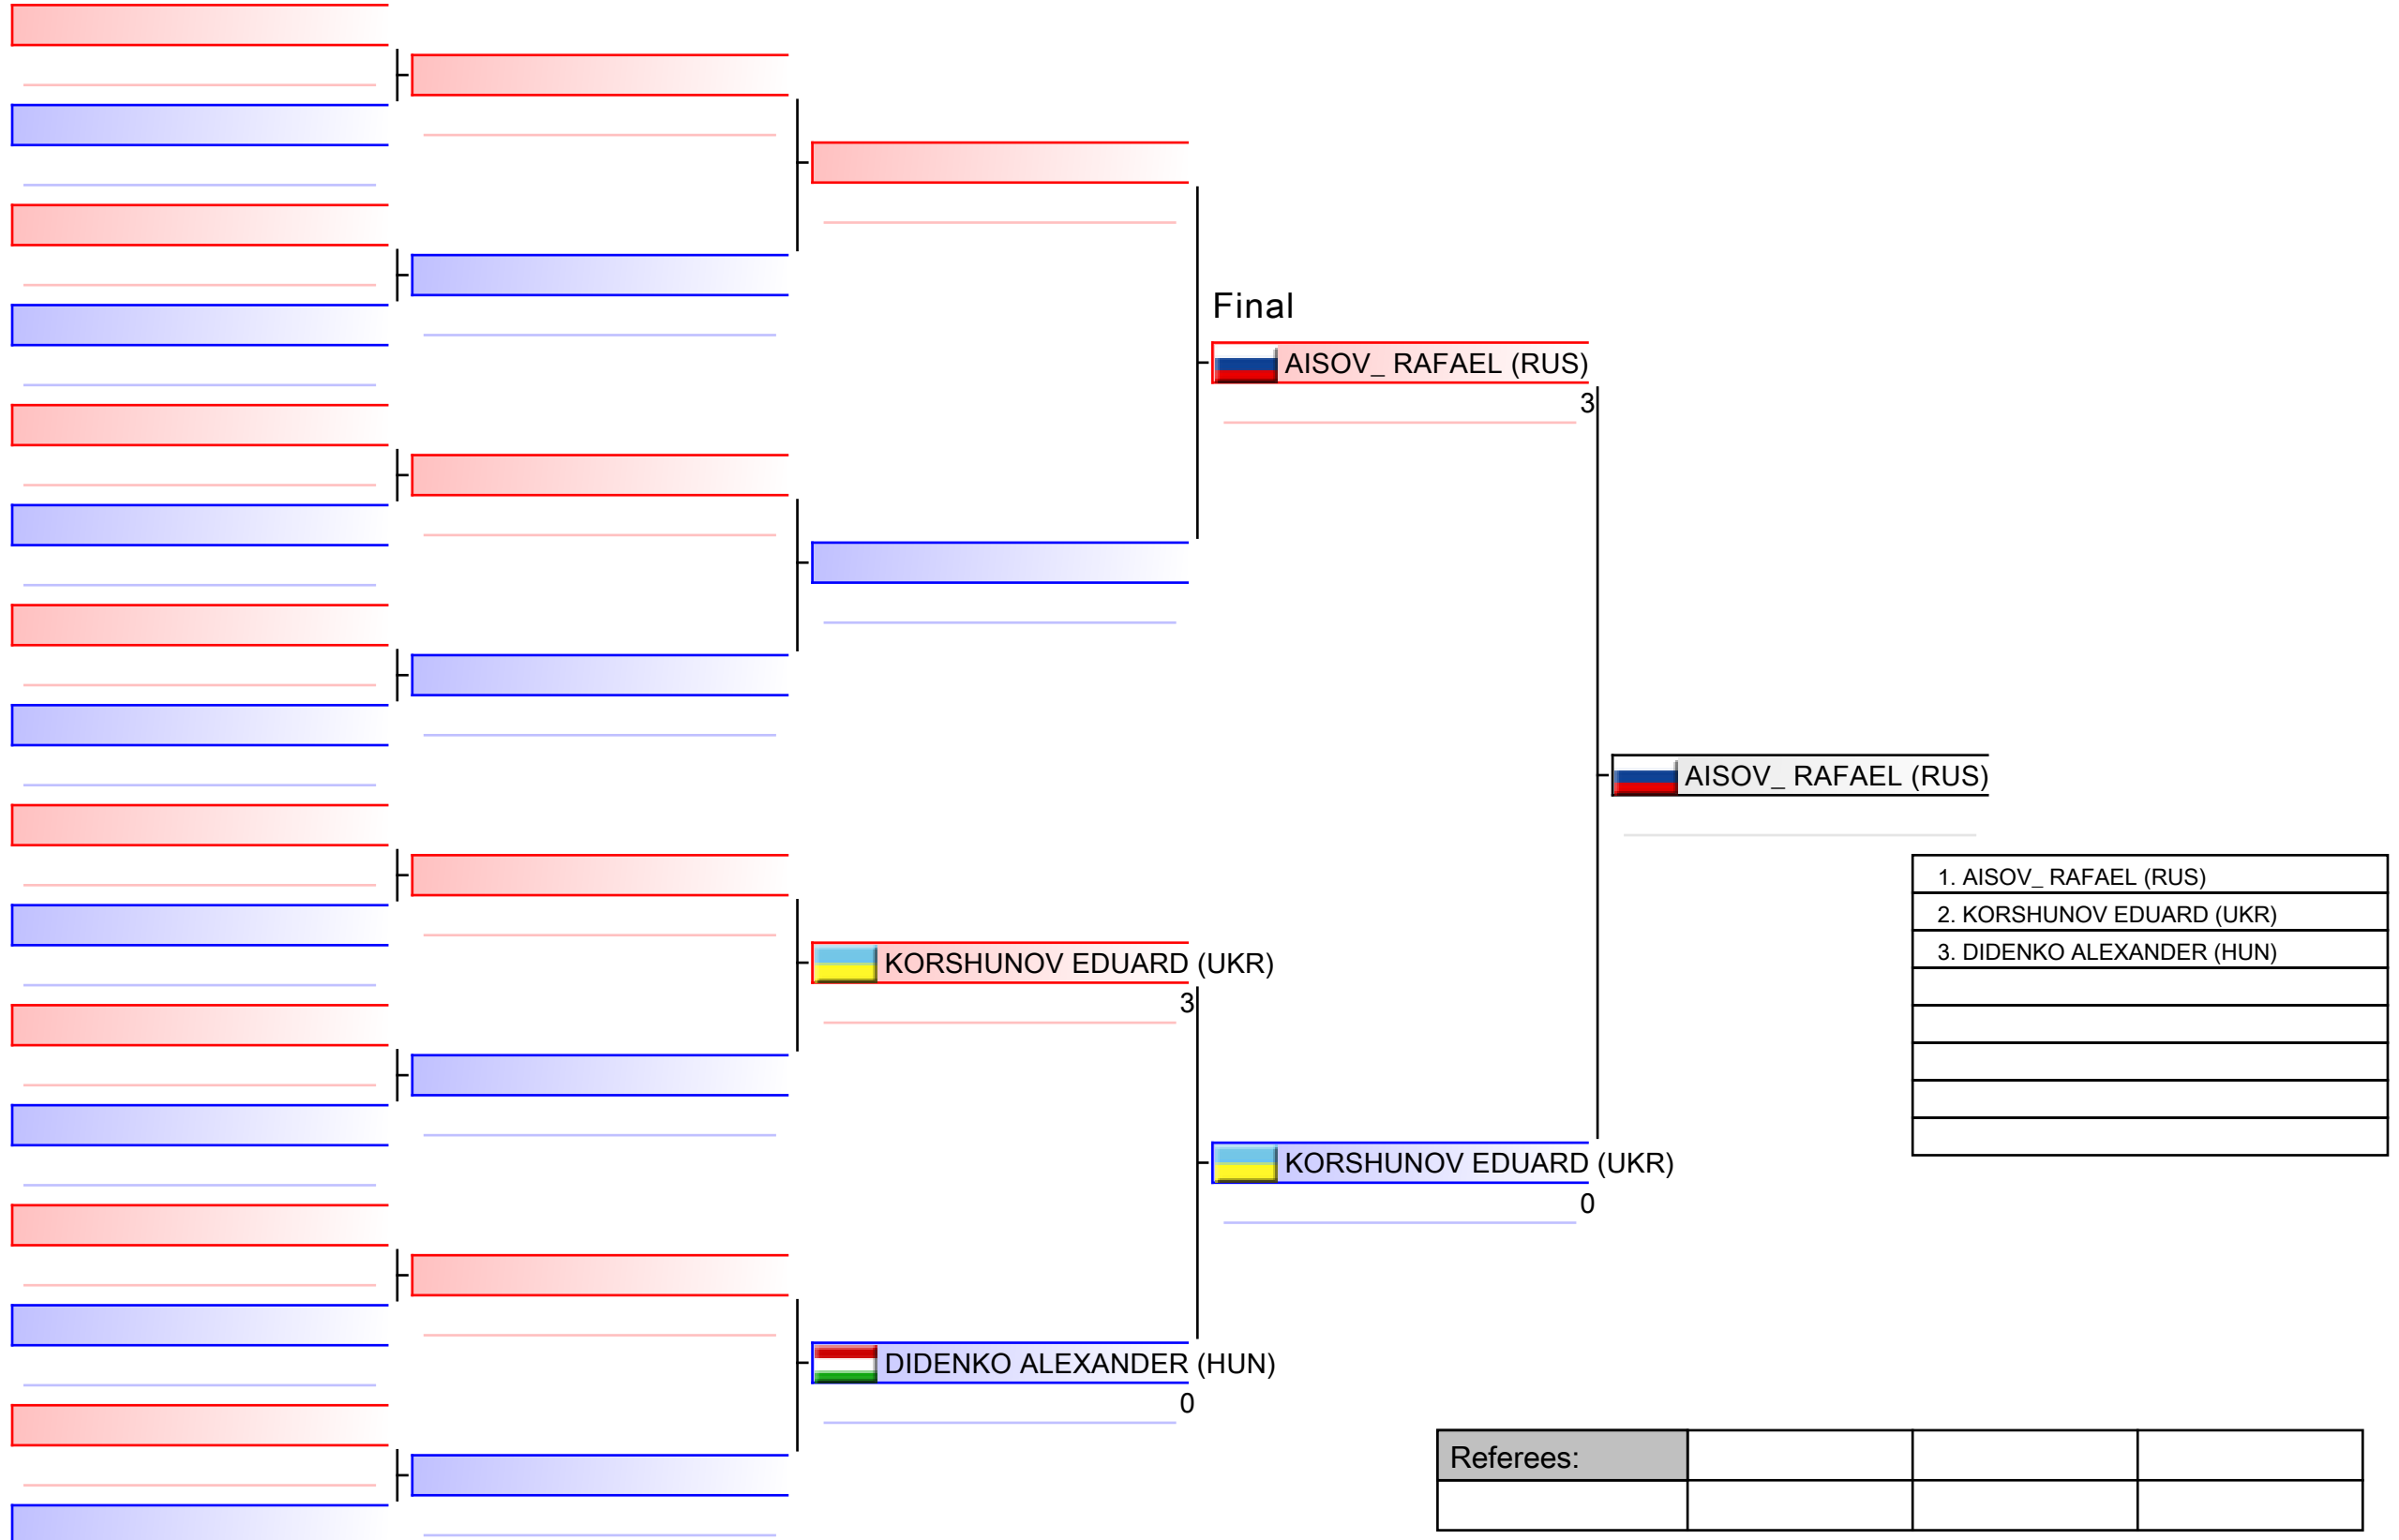 Final
AISOV_ RAFAEL (RUS)
3
AISOV_ RAFAEL (RUS)
1. AISOV_ RAFAEL (RUS)
2. KORSHUNOV EDUARD (UKR)
3. DIDENKO ALEXANDER (HUN)
KORSHUNOV EDUARD (UKR)
3
KORSHUNOV EDUARD (UKR)
0
DIDENKO ALEXANDER (HUN)
0
Referees: